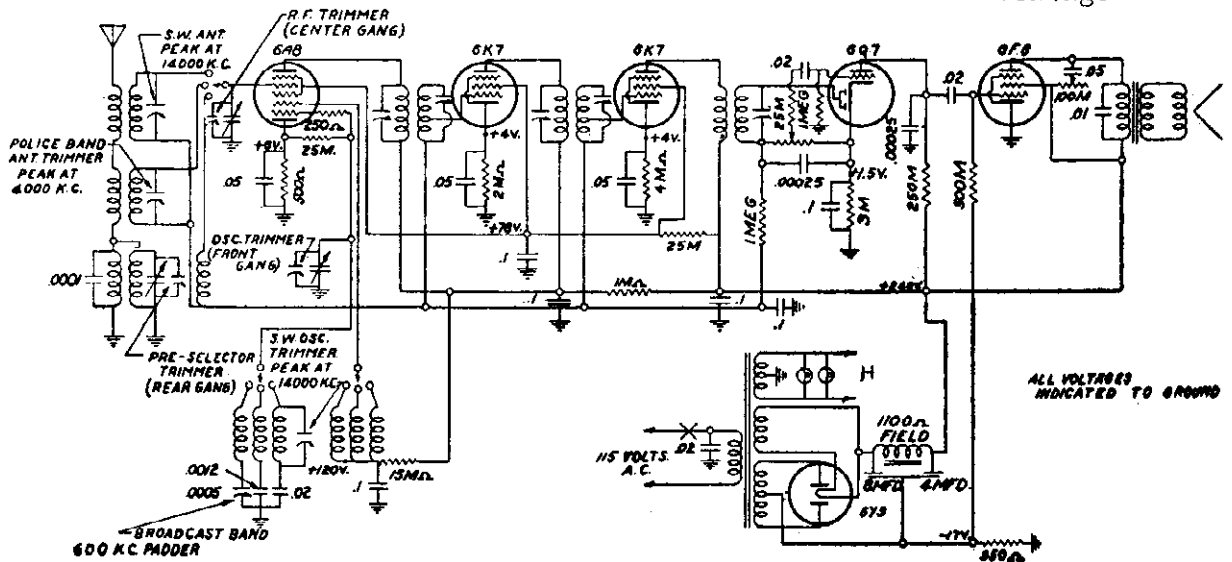 R.F. TRIMMER
(CENTER GANG)
S.W. ANT.
PEAK AT
14000 K.C.
6A8
6K7
6K7
6Q7
6F6
.02
.02
.05
100M
.01
25M
1MEG
.00025
250Ω
25M.
+4V.
+4V.
POLICE BAND
ANT. TRIMMER
PEAK AT
4000 K.C.
.05
500Ω
.05
2MΩ
.05
4MΩ
.00025
.1
3M
250M
500M
1MEG
+78V.
25M
OSC. TRIMMER
(FRONT
GANG)
.1
.0001
1MΩ
.1
.1
.1
PRE-SELECTOR
TRIMMER
(REAR GANG)
S.W. OSC.
TRIMMER
PEAK AT
14000 K.C.
H
ALL VOLTAGES
INDICATED TO GROUND
1100Ω
FIELD
115 VOLTS
A.C.
.02
.0012
.0005
.02
+120V.
.1
15MΩ
8MFD
4MFD
BROADCAST BAND
600 K.C. PADDER
-17V.
350Ω